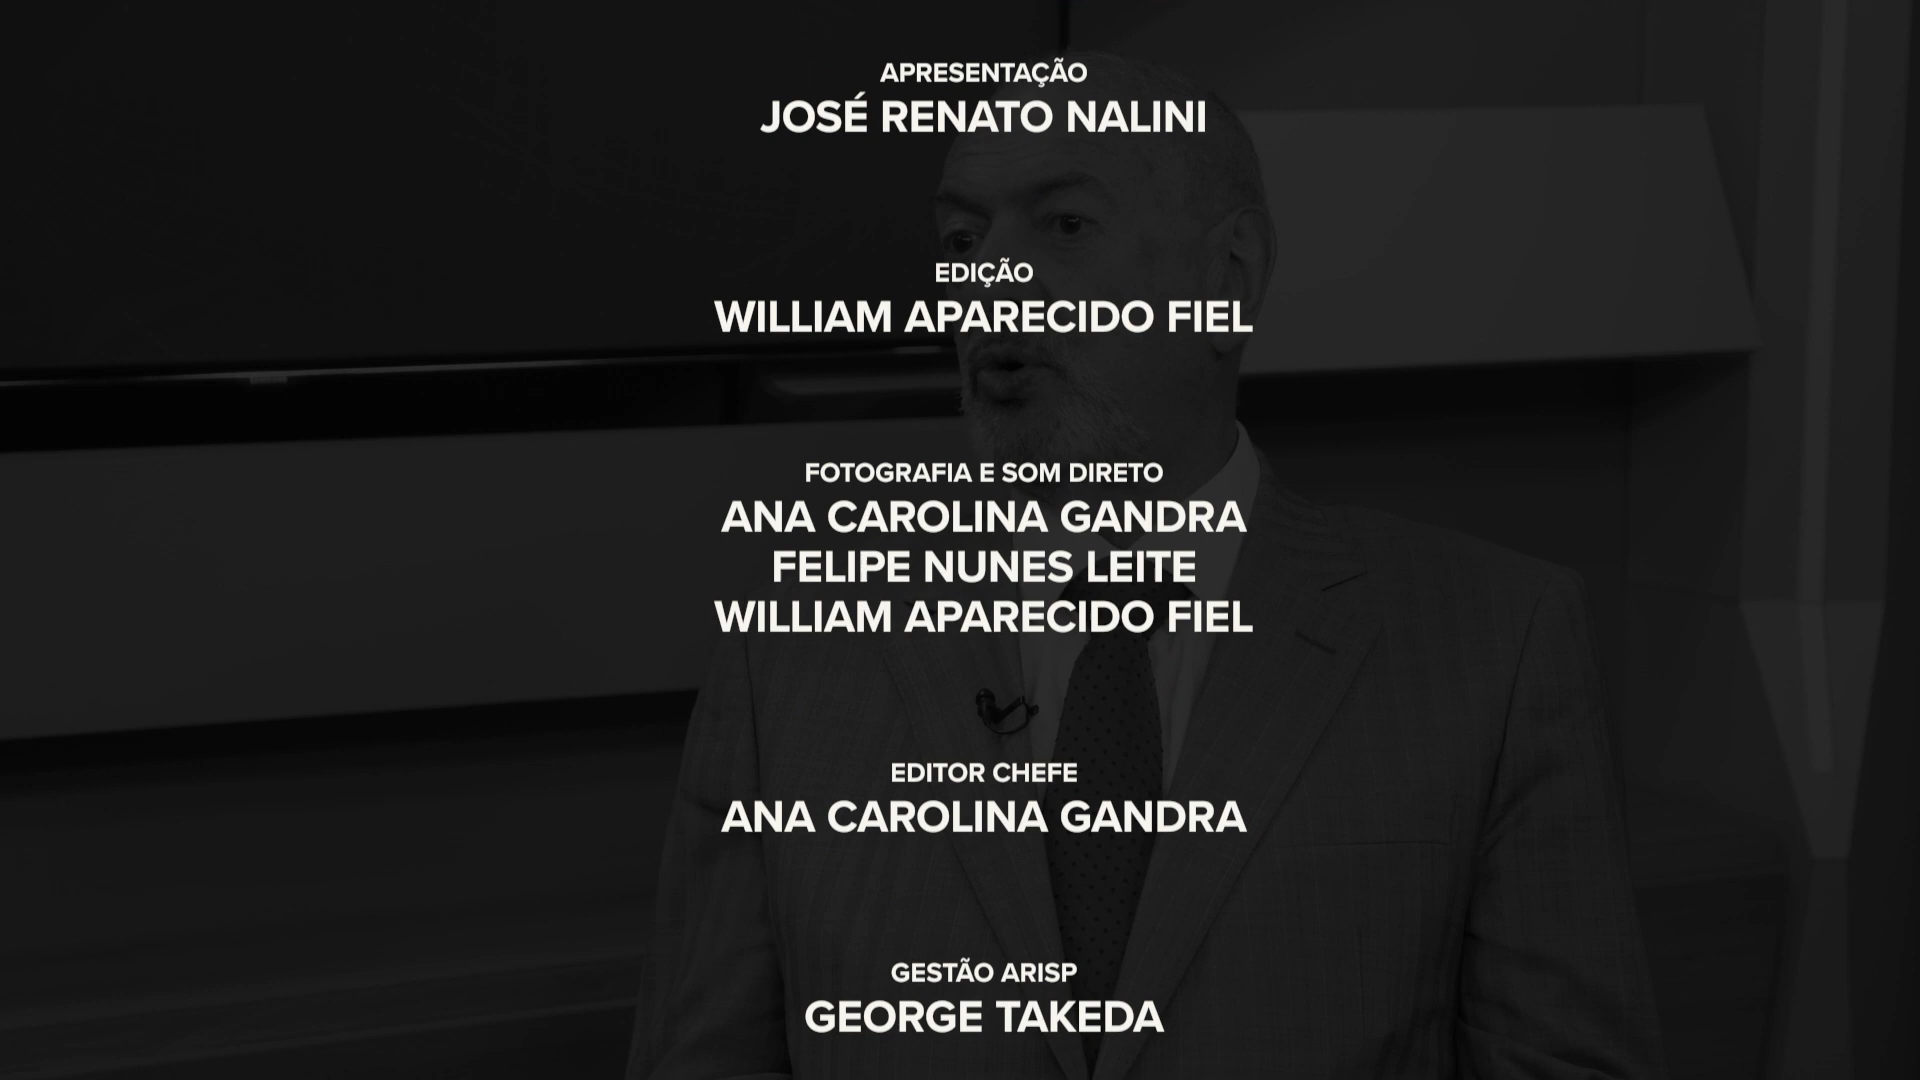 APRESENTAÇÃO
JOSÉ RENATO NALINI
EDIÇÃO
WILLIAM APARECIDO FIEL
FOTOGRAFIA E SOM DIRETO
ANA CAROLINA GANDRA
FELIPE NUNES LEITE
WILLIAM APARECIDO FIEL
EDITOR CHEFE
ANA CAROLINA GANDRA
GESTÃO ARISP
GEORGE TAKEDA